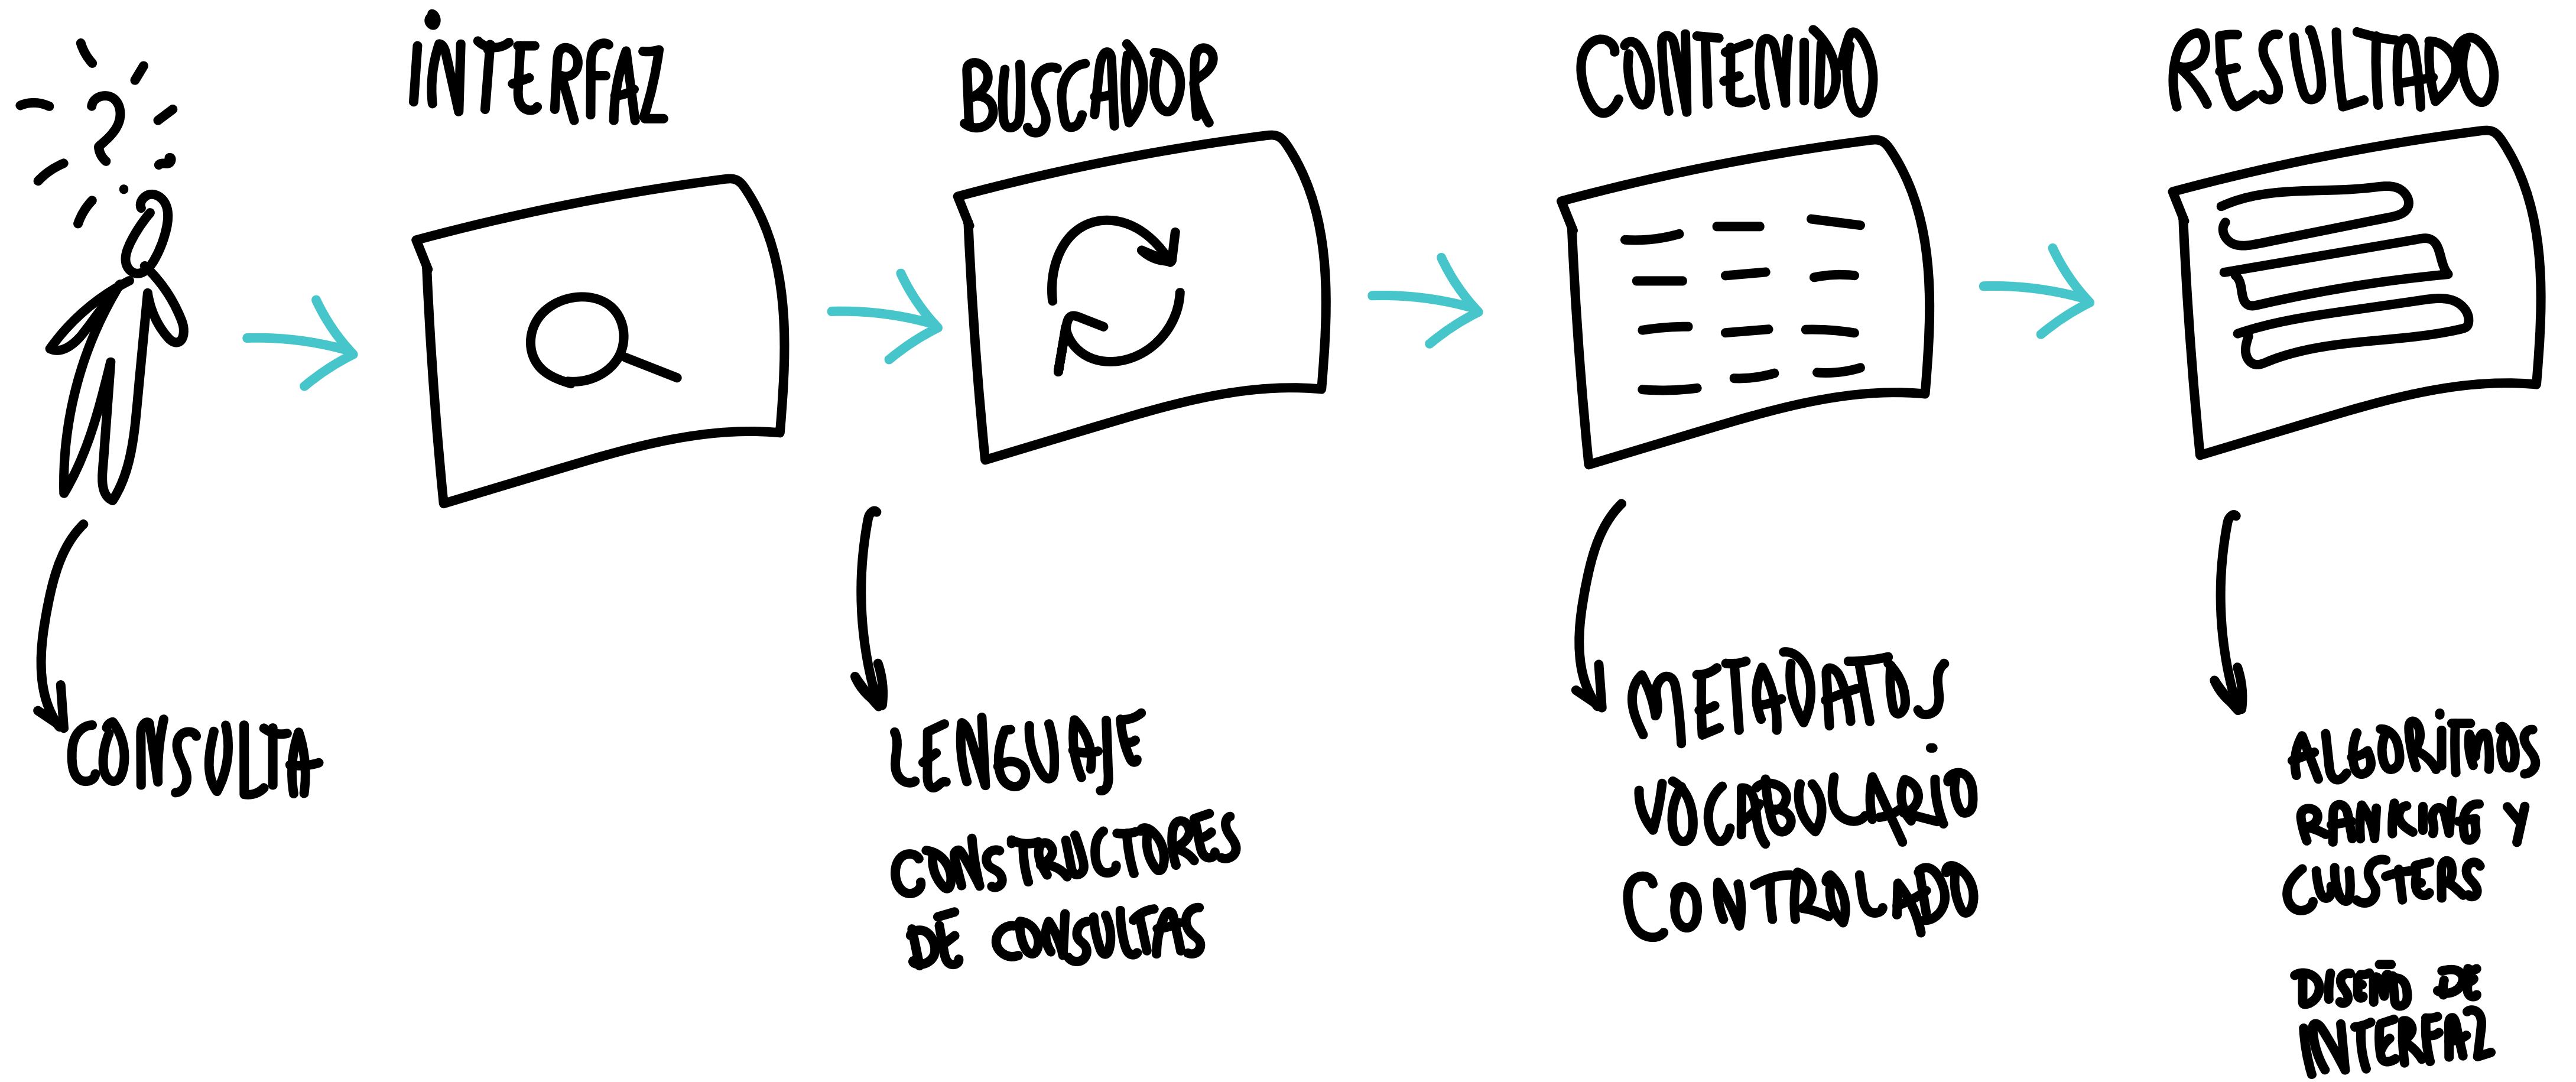 ?
INTERFAZ
BUSCADOR
CONTENIDO
RESULTADO
CONSULTA
LENGUAJE
CONSTRUCTORES
DE CONSULTAS
METADATOS
VOCABULARIO
CONTROLADO
ALGORITMOS
RANKING Y
CLUSTERS
DISEÑO DE
INTERFAZ